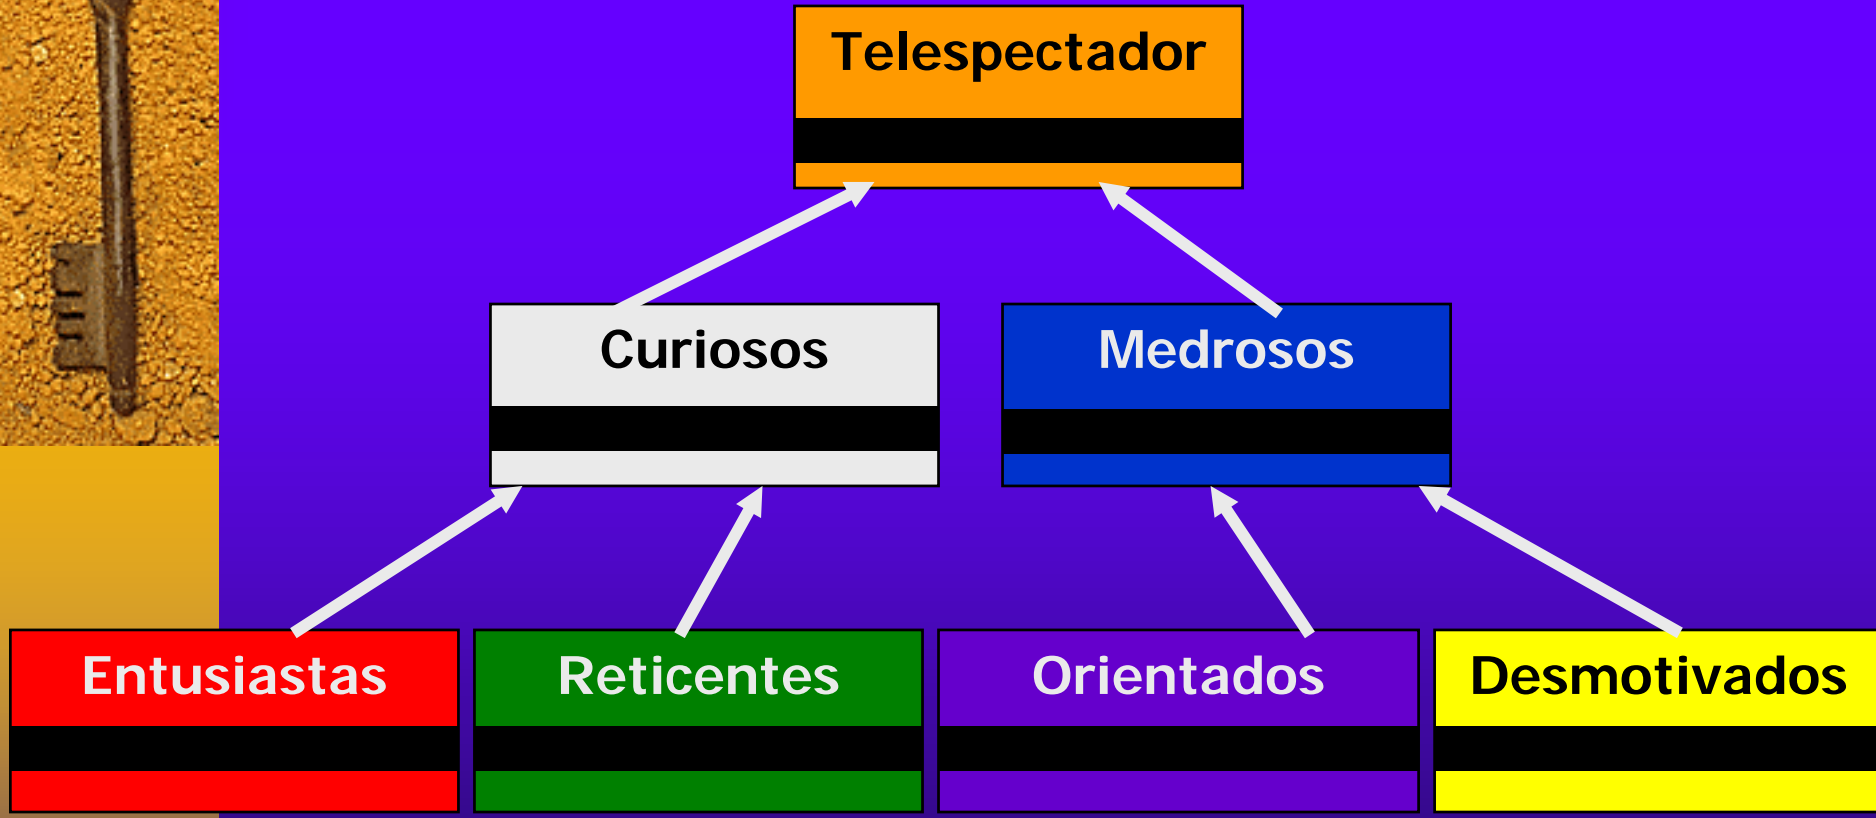 Telespectador
Curiosos
Medrosos
Entusiastas
Reticentes
Orientados
Desmotivados